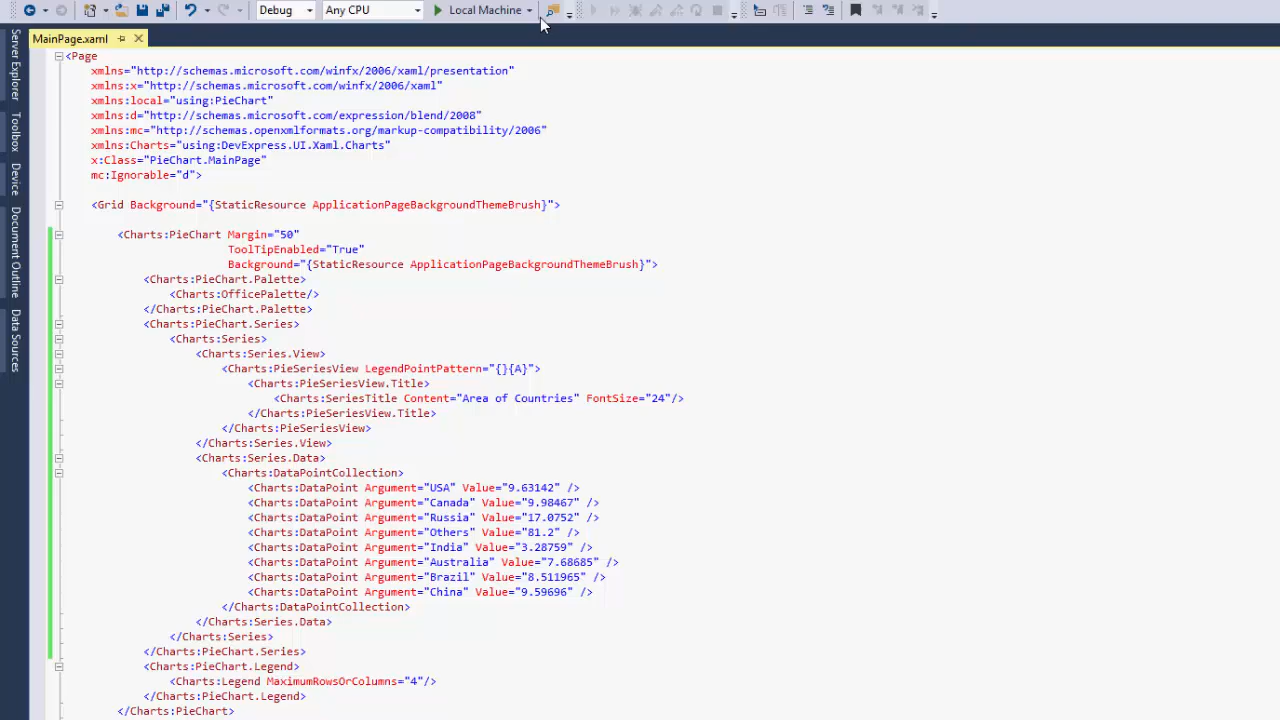 Debug Any CPU Local Machine
MainPage.xaml
Server Explorer
Toolbox
Device
Document Outline
Data Sources
<Page
xmlns="http://schemas.microsoft.com/winfx/2006/xaml/presentation"
xmlns:x="http://schemas.microsoft.com/winfx/2006/xaml"
xmlns:local="using:PieChart"
xmlns:d="http://schemas.microsoft.com/expression/blend/2008"
xmlns:mc="http://schemas.openxmlformats.org/markup-compatibility/2006"
xmlns:Charts="using:DevExpress.UI.Xaml.Charts"
x:Class="PieChart.MainPage"
mc:Ignorable="d">
<Grid Background="{StaticResource ApplicationPageBackgroundThemeBrush}">
<Charts:PieChart Margin="50"
ToolTipEnabled="True"
Background="{StaticResource ApplicationPageBackgroundThemeBrush}">
<Charts:PieChart.Palette>
<Charts:OfficePalette/>
</Charts:PieChart.Palette>
<Charts:PieChart.Series>
<Charts:Series>
<Charts:Series.View>
<Charts:PieSeriesView LegendPointPattern="{}{A}">
<Charts:PieSeriesView.Title>
<Charts:SeriesTitle Content="Area of Countries" FontSize="24"/>
</Charts:PieSeriesView.Title>
</Charts:PieSeriesView>
</Charts:Series.View>
<Charts:Series.Data>
<Charts:DataPointCollection>
<Charts:DataPoint Argument="USA" Value="9.63142" />
<Charts:DataPoint Argument="Canada" Value="9.98467" />
<Charts:DataPoint Argument="Russia" Value="17.0752" />
<Charts:DataPoint Argument="Others" Value="81.2" />
<Charts:DataPoint Argument="India" Value="3.28759" />
<Charts:DataPoint Argument="Australia" Value="7.68685" />
<Charts:DataPoint Argument="Brazil" Value="8.511965" />
<Charts:DataPoint Argument="China" Value="9.59696" />
</Charts:DataPointCollection>
</Charts:Series.Data>
</Charts:Series>
</Charts:PieChart.Series>
<Charts:PieChart.Legend>
<Charts:Legend MaximumRowsOrColumns="4"/>
</Charts:PieChart.Legend>
</Charts:PieChart>